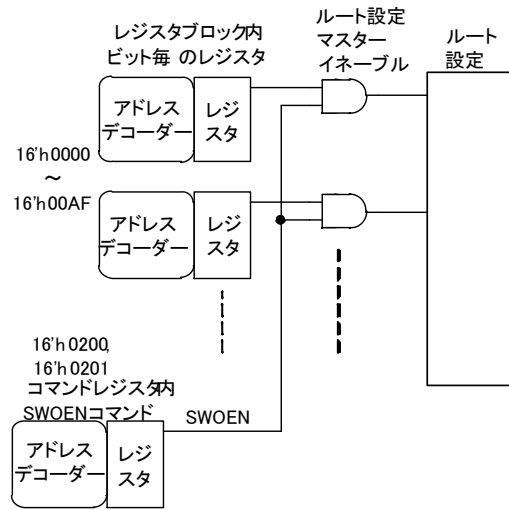 レジスタブロック内
ビット毎 のレジスタ
ルート設定
マスター
イネーブル
ルート
設定
アドレス
デコーダー
レジ
スタ
16'h0000
～
16'h00AF
アドレス
デコーダー
レジ
スタ
16'h0200,
16'h0201
コマンドレジスタ内
SWOENコマンド
SWOEN
アドレス
デコーダー
レジ
スタ